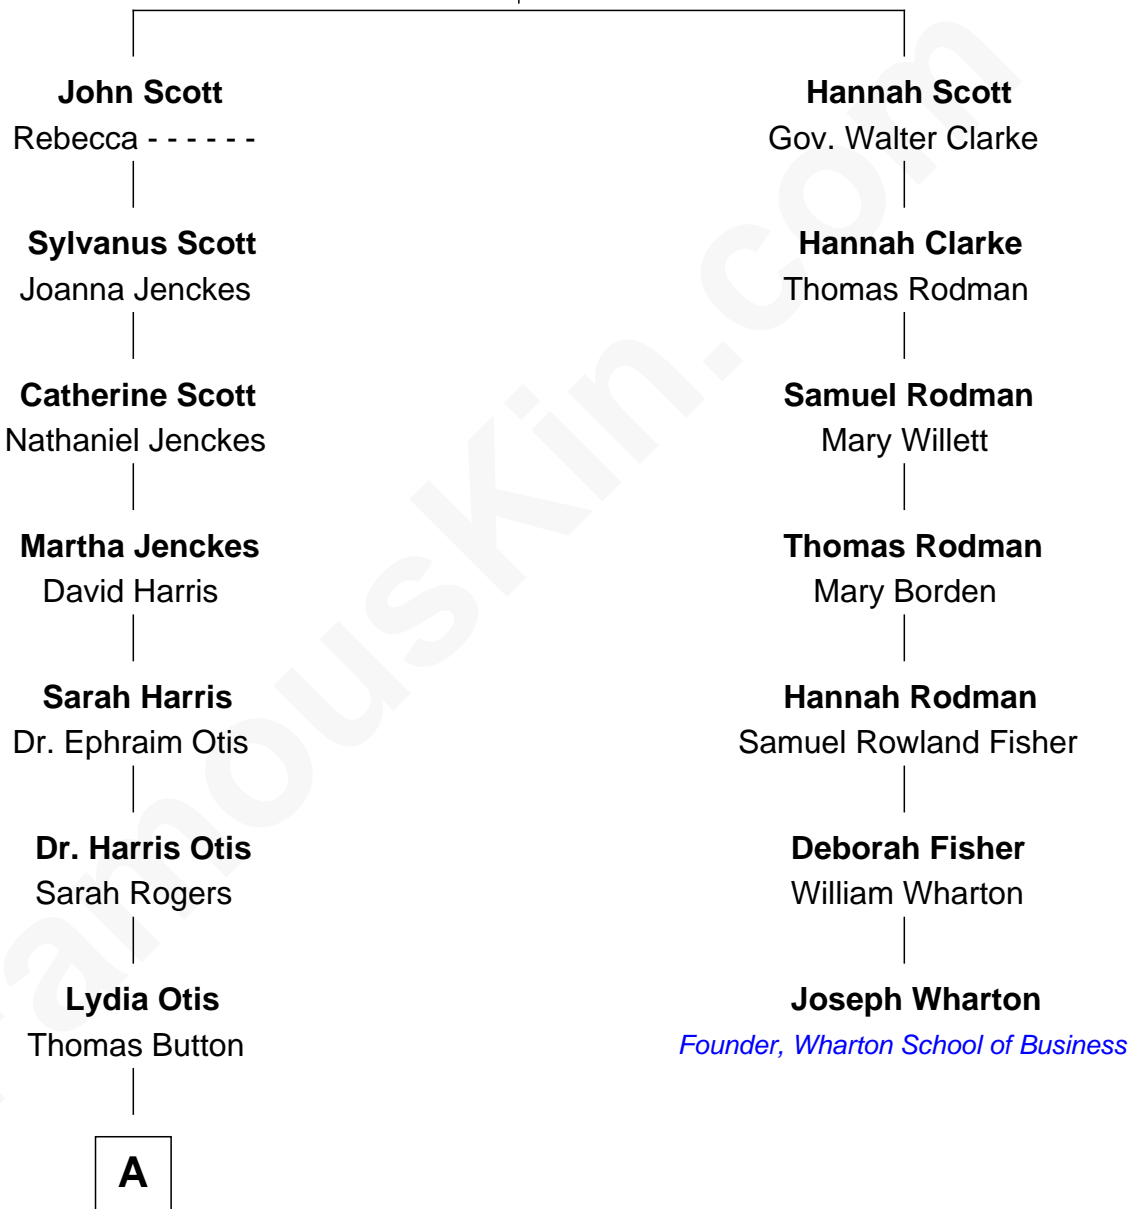 John Scott
Rebecca - - - - - -
Hannah Scott
Gov. Walter Clarke
Sylvanus Scott
Joanna Jenckes
Hannah Clarke
Thomas Rodman
Catherine Scott
Nathaniel Jenckes
Samuel Rodman
Mary Willett
Martha Jenckes
David Harris
Thomas Rodman
Mary Borden
Sarah Harris
Dr. Ephraim Otis
Hannah Rodman
Samuel Rowland Fisher
Dr. Harris Otis
Sarah Rogers
Deborah Fisher
William Wharton
Lydia Otis
Thomas Button
Joseph Wharton
Founder, Wharton School of Business
A
FamousKin.com